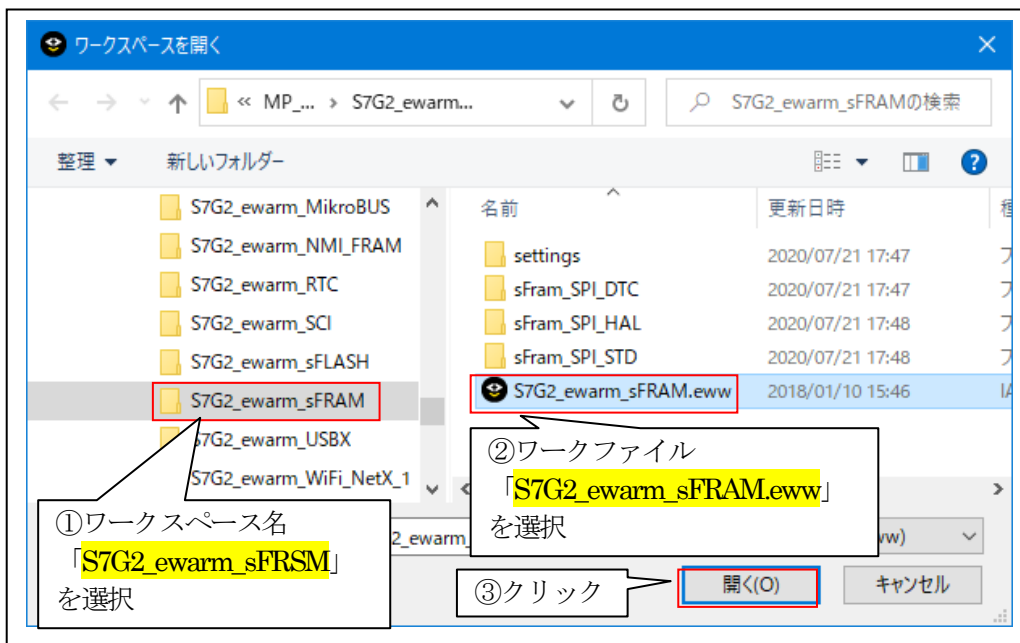 ワークスペースを開く
« MP_... › S7G2_ewarm...
S7G2_ewarm_sFRAMの検索
整理 新しいフォルダー
名前 更新日時
S7G2_ewarm_MikroBUS
S7G2_ewarm_NMI_FRAM
S7G2_ewarm_RTC
S7G2_ewarm_SCI
S7G2_ewarm_sFLASH
S7G2_ewarm_sFRAM
S7G2_ewarm_USBX
S7G2_ewarm_WiFi_NetX_1
settings 2020/07/21 17:47
sFram_SPI_DTC 2020/07/21 17:47
sFram_SPI_HAL 2020/07/21 17:48
sFram_SPI_STD 2020/07/21 17:48
S7G2_ewarm_sFRAM.eww 2018/01/10 15:46
①ワークスペース名
「S7G2_ewarm_sFRSM」
を選択
②ワークファイル
「S7G2_ewarm_sFRAM.eww」
を選択
③クリック
開く(O)
キャンセル